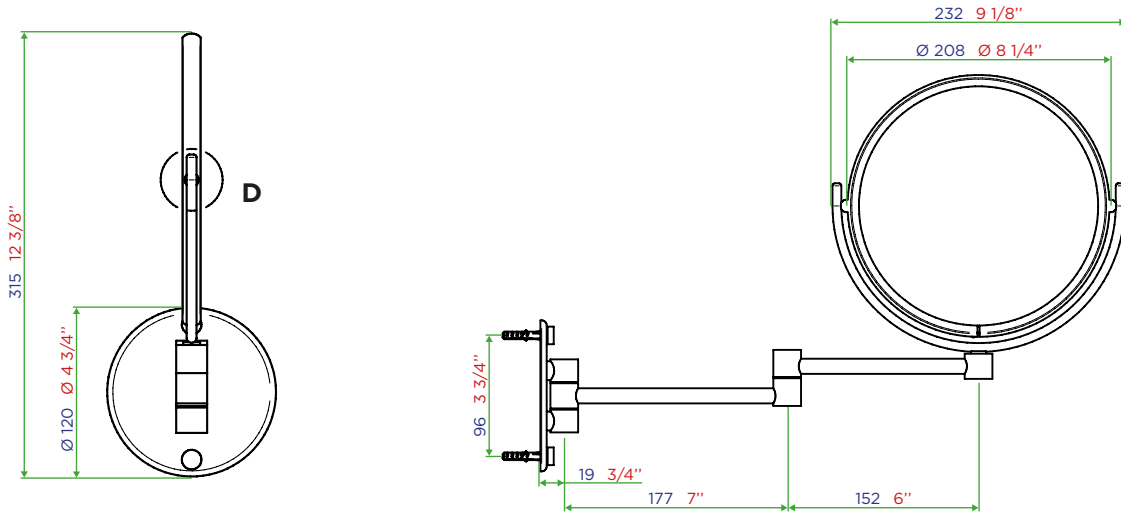 232 9 1/8’’
Ø 208 Ø 8 1/4’’
D
315 12 3/8’’
Ø 120 Ø 4 3/4’’
96 3 3/4’’
19 3/4’’
177 7’’
152 6’’